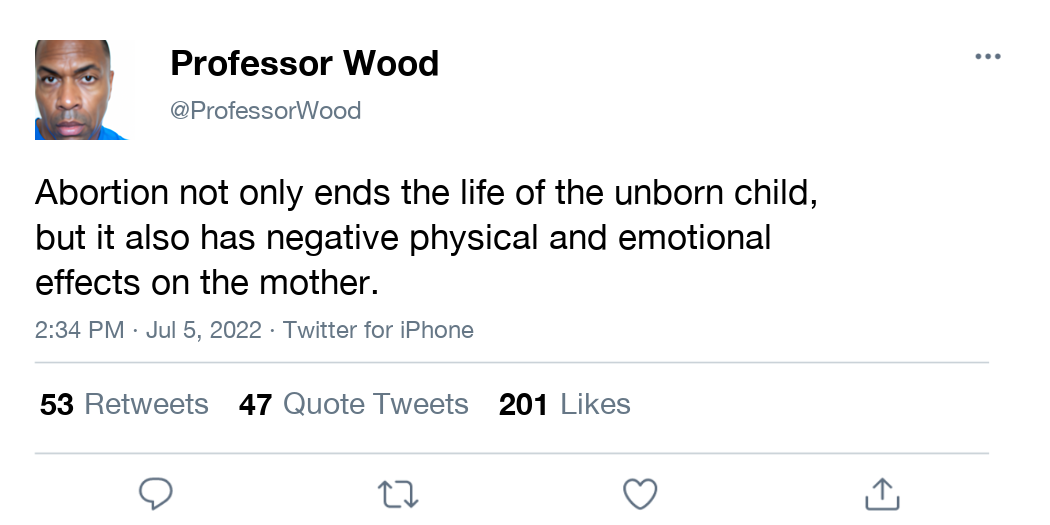 Professor Wood
@ProfessorWood
Abortion not only ends the life of the unborn child,
but it also has negative physical and emotional
effects on the mother.
2:34 PM · Jul 5, 2022 · Twitter for iPhone
53 Retweets 47 Quote Tweets 201 Likes